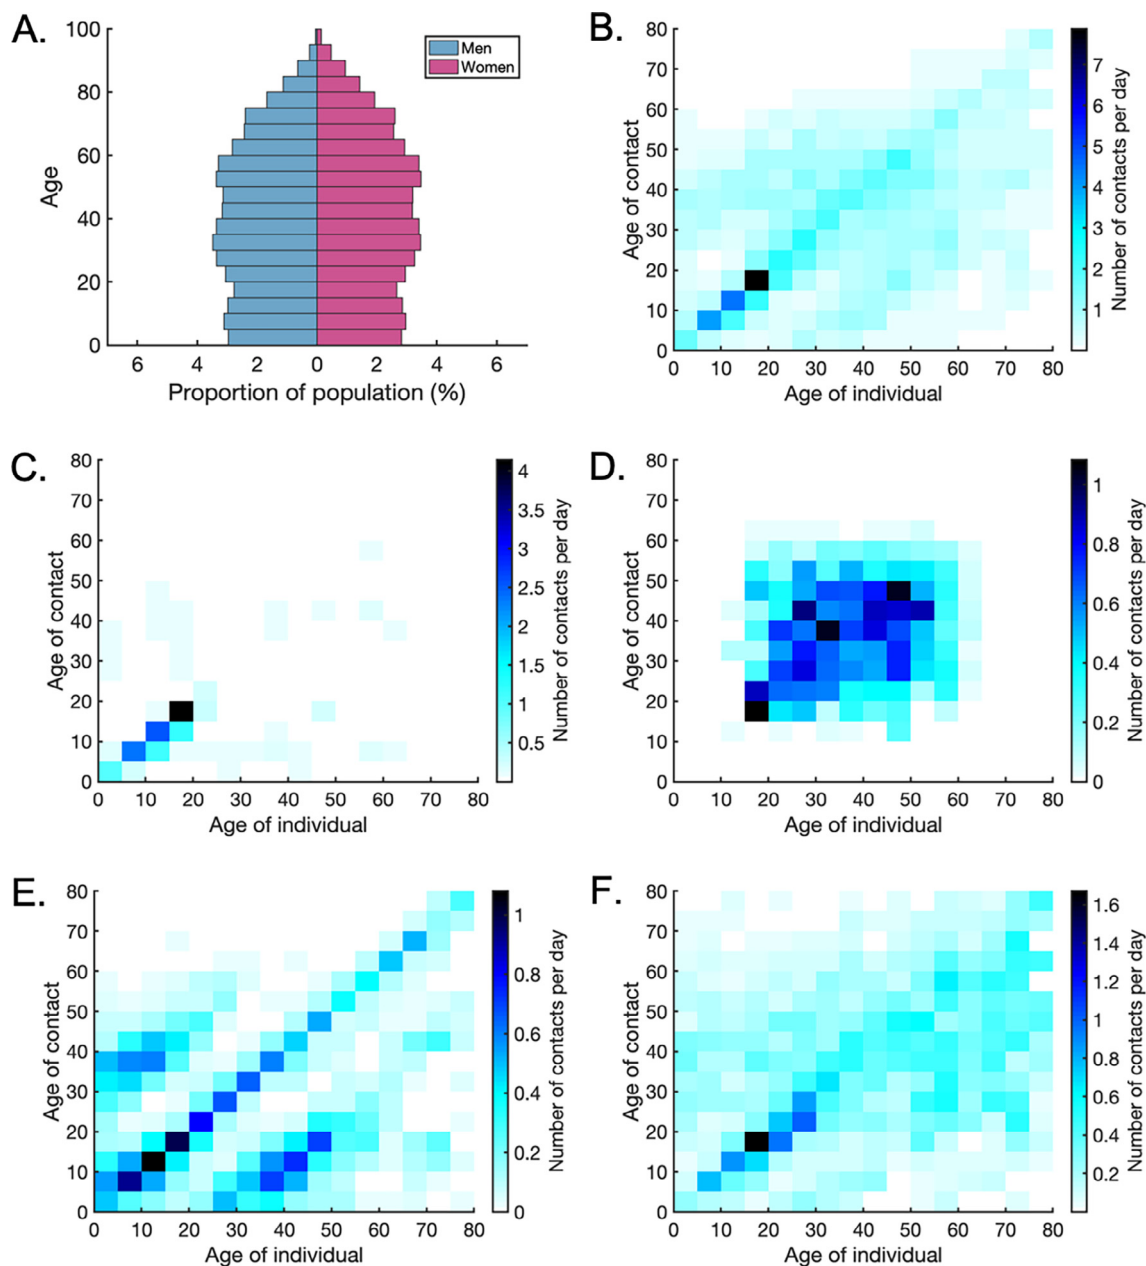 A.
100
80
60
40
20
0
Age
Men
Women
6 4 2 0 2 4 6
Proportion of population (%)
B.
80
70
60
50
40
30
20
10
0
Age of contact
0 10 20 30 40 50 60 70 80
Age of individual
7
6
5
4
3
2
1
Number of contacts per day
C.
80
70
60
50
40
30
20
10
0
Age of contact
0 10 20 30 40 50 60 70 80
Age of individual
4
3.5
3
2.5
2
1.5
1
0.5
Number of contacts per day
D.
80
70
60
50
40
30
20
10
0
Age of contact
0 10 20 30 40 50 60 70 80
Age of individual
1
0.8
0.6
0.4
0.2
0
Number of contacts per day
E.
80
70
60
50
40
30
20
10
0
Age of contact
0 10 20 30 40 50 60 70 80
Age of individual
1
0.8
0.6
0.4
0.2
0
Number of contacts per day
F.
80
70
60
50
40
30
20
10
0
Age of contact
0 10 20 30 40 50 60 70 80
Age of individual
1.6
1.4
1.2
1
0.8
0.6
0.4
0.2
Number of contacts per day